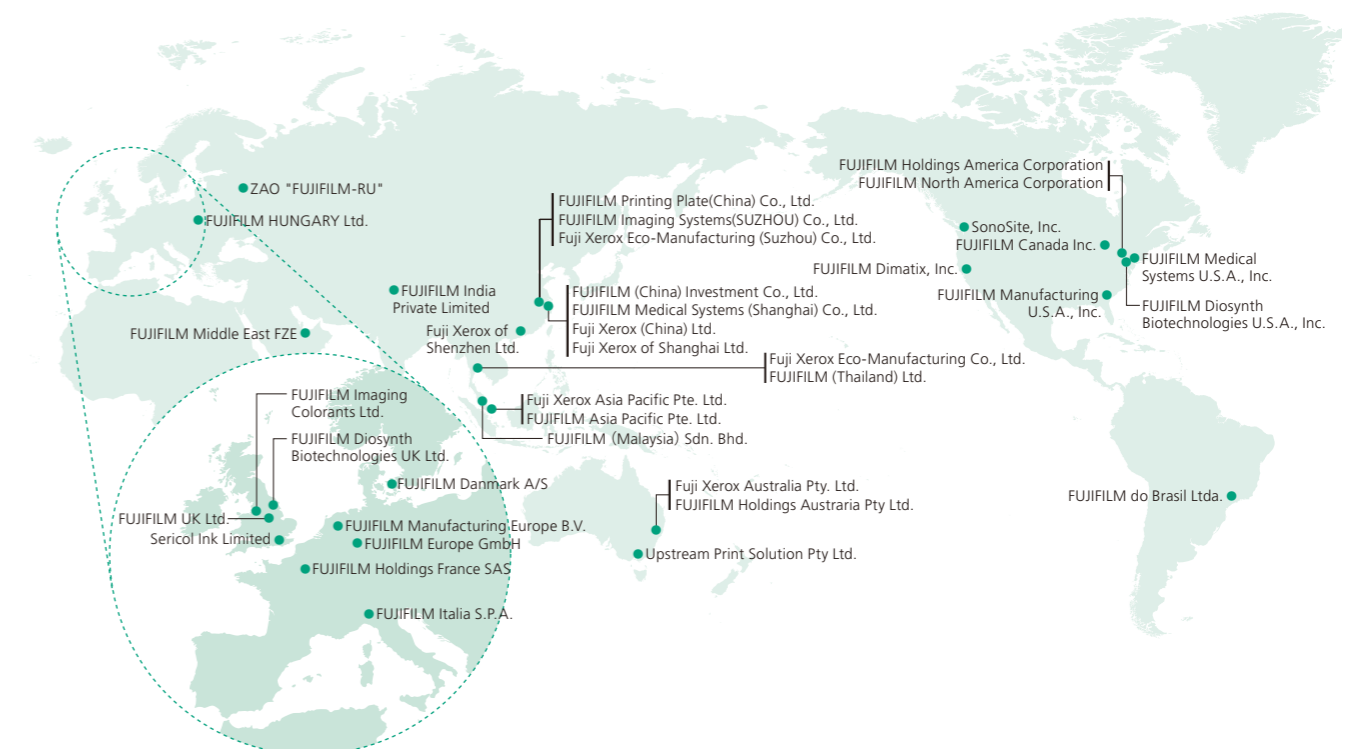 FUJIFILM Holdings America Corporation
FUJIFILM North America Corporation
ZAO "FUJIFILM-RU"
FUJIFILM HUNGARY Ltd.
FUJIFILM Printing Plate(China) Co., Ltd.
FUJIFILM Imaging Systems(SUZHOU) Co., Ltd.
Fuji Xerox Eco-Manufacturing (Suzhou) Co., Ltd.
SonoSite, Inc.
FUJIFILM Canada Inc.
FUJIFILM Medical
Systems U.S.A., Inc.
FUJIFILM Dimatix, Inc.
FUJIFILM India
Private Limited
FUJIFILM (China) Investment Co., Ltd.
FUJIFILM Medical Systems (Shanghai) Co., Ltd.
Fuji Xerox (China) Ltd.
Fuji Xerox of Shanghai Ltd.
FUJIFILM Manufacturing
U.S.A., Inc.
FUJIFILM Diosynth
Biotechnologies U.S.A., Inc.
FUJIFILM Middle East FZE
Fuji Xerox of
Shenzhen Ltd.
Fuji Xerox Eco-Manufacturing Co., Ltd.
FUJIFILM (Thailand) Ltd.
FUJIFILM Imaging
Colorants Ltd.
Fuji Xerox Asia Pacific Pte. Ltd.
FUJIFILM Asia Pacific Pte. Ltd.
FUJIFILM (Malaysia) Sdn. Bhd.
FUJIFILM Diosynth
Biotechnologies UK Ltd.
FUJIFILM Danmark A/S
Fuji Xerox Australia Pty. Ltd.
FUJIFILM Holdings Austraria Pty Ltd.
FUJIFILM do Brasil Ltda.
FUJIFILM UK Ltd.
Sericol Ink Limited
FUJIFILM Manufacturing Europe B.V.
FUJIFILM Europe GmbH
Upstream Print Solution Pty Ltd.
FUJIFILM Holdings France SAS
FUJIFILM Italia S.P.A.